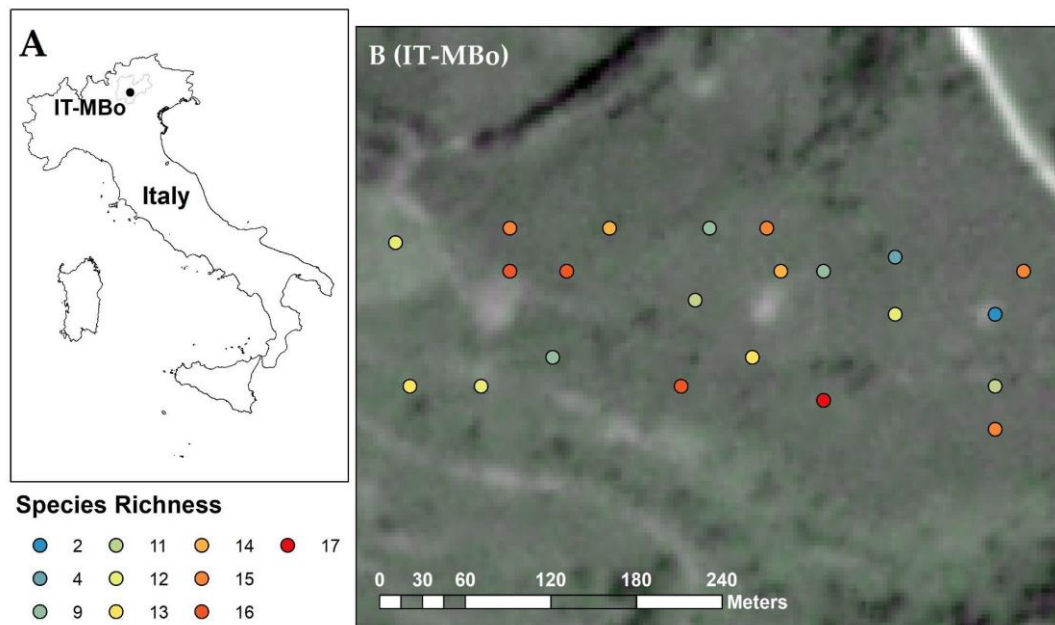 A
IT-MBo
Italy
B (IT-MBo)
Species Richness
2 11 14 17
4 12 15
9 13 16
0 30 60 120 180 240
Meters